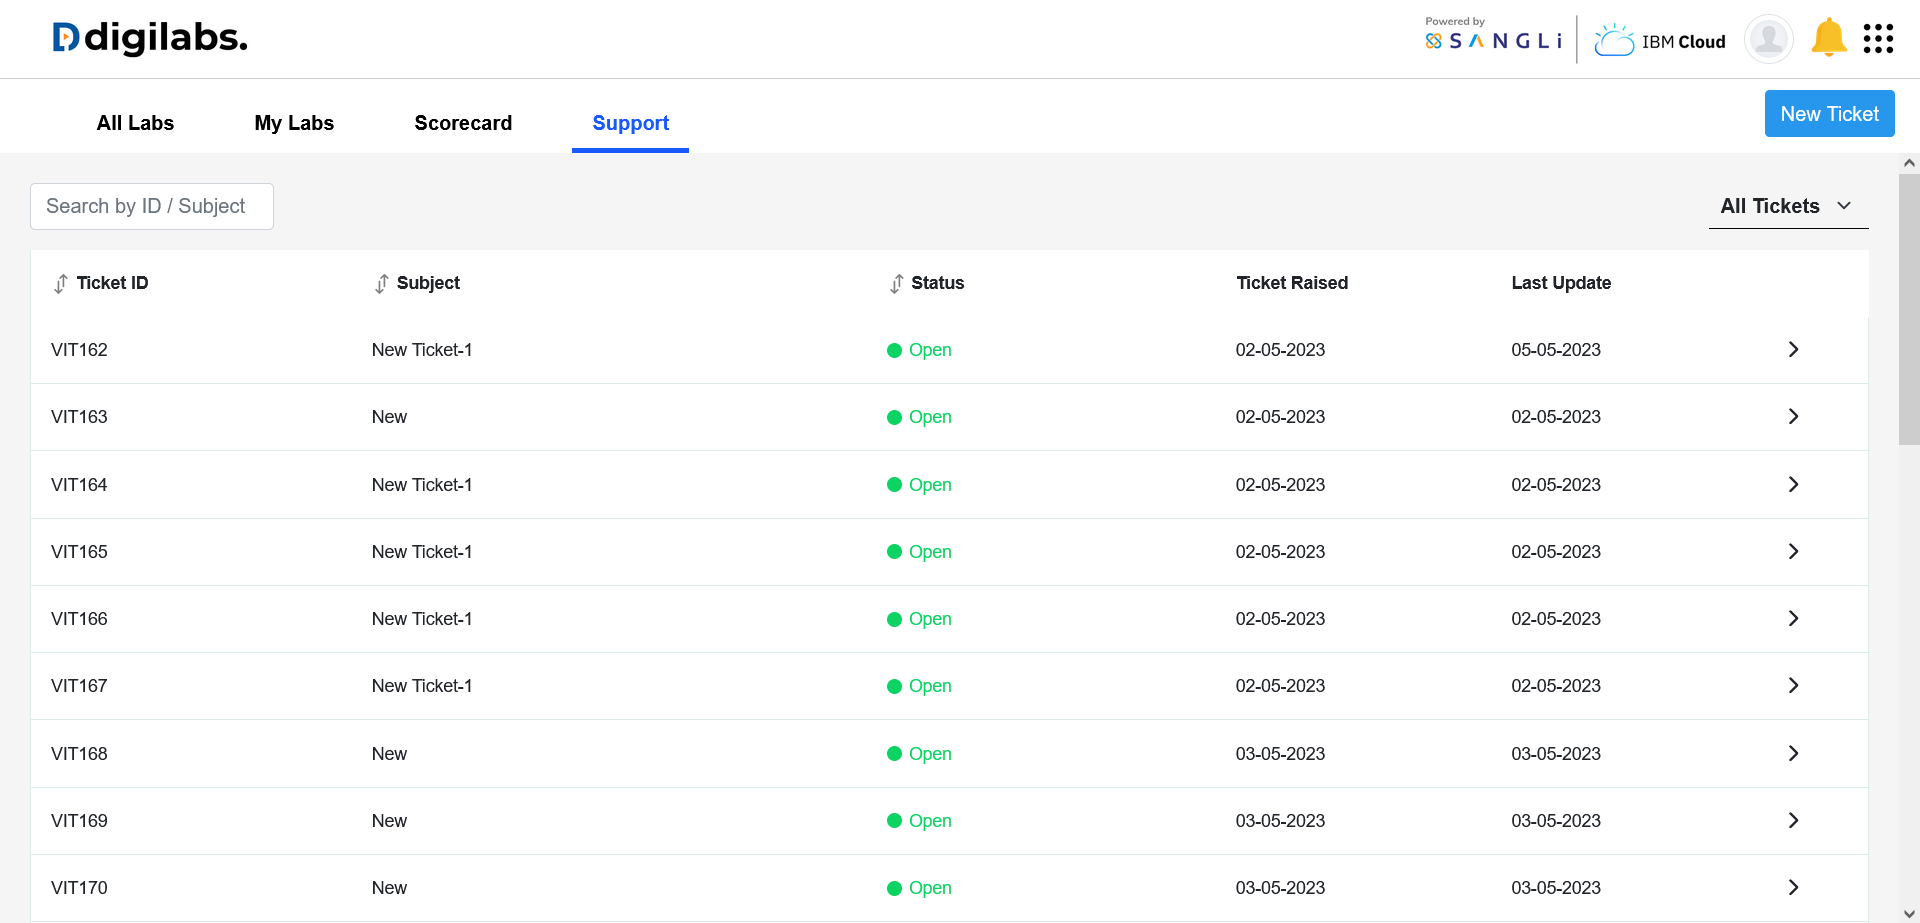 digilabs.
Powered by
SANGLi
IBM Cloud
All Labs
My Labs
Scorecard
Support
New Ticket
Search by ID / Subject
All Tickets
Ticket ID Subject Status Ticket Raised Last Update
VIT162 New Ticket-1 Open 02-05-2023 05-05-2023
VIT163 New Open 02-05-2023 02-05-2023
VIT164 New Ticket-1 Open 02-05-2023 02-05-2023
VIT165 New Ticket-1 Open 02-05-2023 02-05-2023
VIT166 New Ticket-1 Open 02-05-2023 02-05-2023
VIT167 New Ticket-1 Open 02-05-2023 02-05-2023
VIT168 New Open 03-05-2023 03-05-2023
VIT169 New Open 03-05-2023 03-05-2023
VIT170 New Open 03-05-2023 03-05-2023